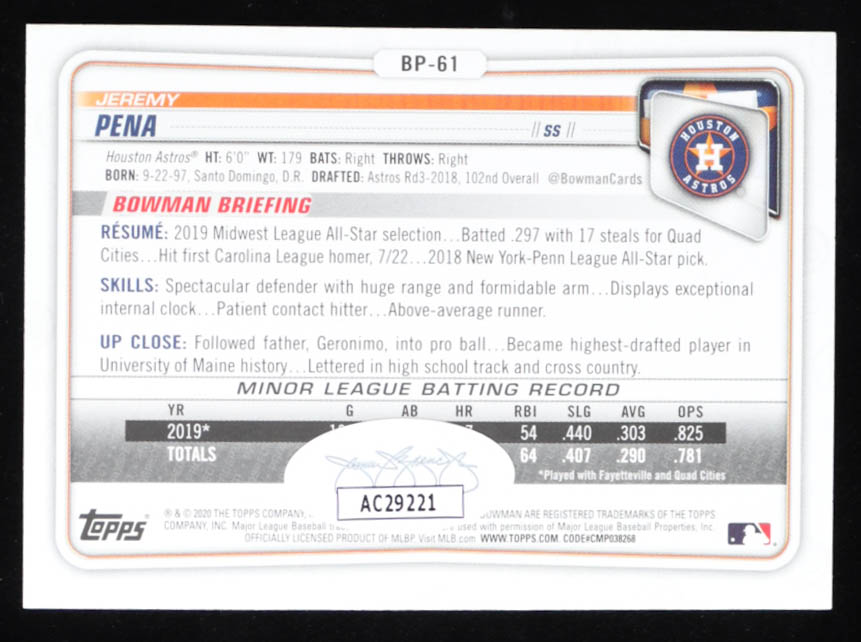 BP-61
JEREMY
PENA // SS //
HOUSTON ASTROS
H
Houston Astros® HT: 6'0" WT: 179 BATS: Right THROWS: Right
BORN: 9-22-97, Santo Domingo, D.R. DRAFTED: Astros Rd3-2018, 102nd Overall @BowmanCards
BOWMAN BRIEFING
RÉSUMÉ: 2019 Midwest League All-Star selection...Batted .297 with 17 steals for Quad
Cities...Hit first Carolina League homer, 7/22...2018 New York-Penn League All-Star pick.
SKILLS: Spectacular defender with huge range and formidable arm...Displays exceptional
internal clock...Patient contact hitter...Above-average runner.
UP CLOSE: Followed father, Geronimo, into pro ball...Became highest-drafted player in
University of Maine history...Lettered in high school track and cross country.
MINOR LEAGUE BATTING RECORD
YR G AB HR RBI SLG AVG OPS
2019* 54 .440 .303 .825
TOTALS 64 .407 .290 .781
*Played with Fayetteville and Quad Cities
AC29221
Topps
® & © 2020 THE TOPPS COMPANY, BOWMAN ARE REGISTERED TRADEMARKS OF THE TOPPS
COMPANY, INC. Major League Baseball used with permission of Major League Baseball Properties, Inc.
OFFICIALLY LICENSED PRODUCT OF MLBP. Visit MLB.com WWW.TOPPS.COM. CODE#CMP038268